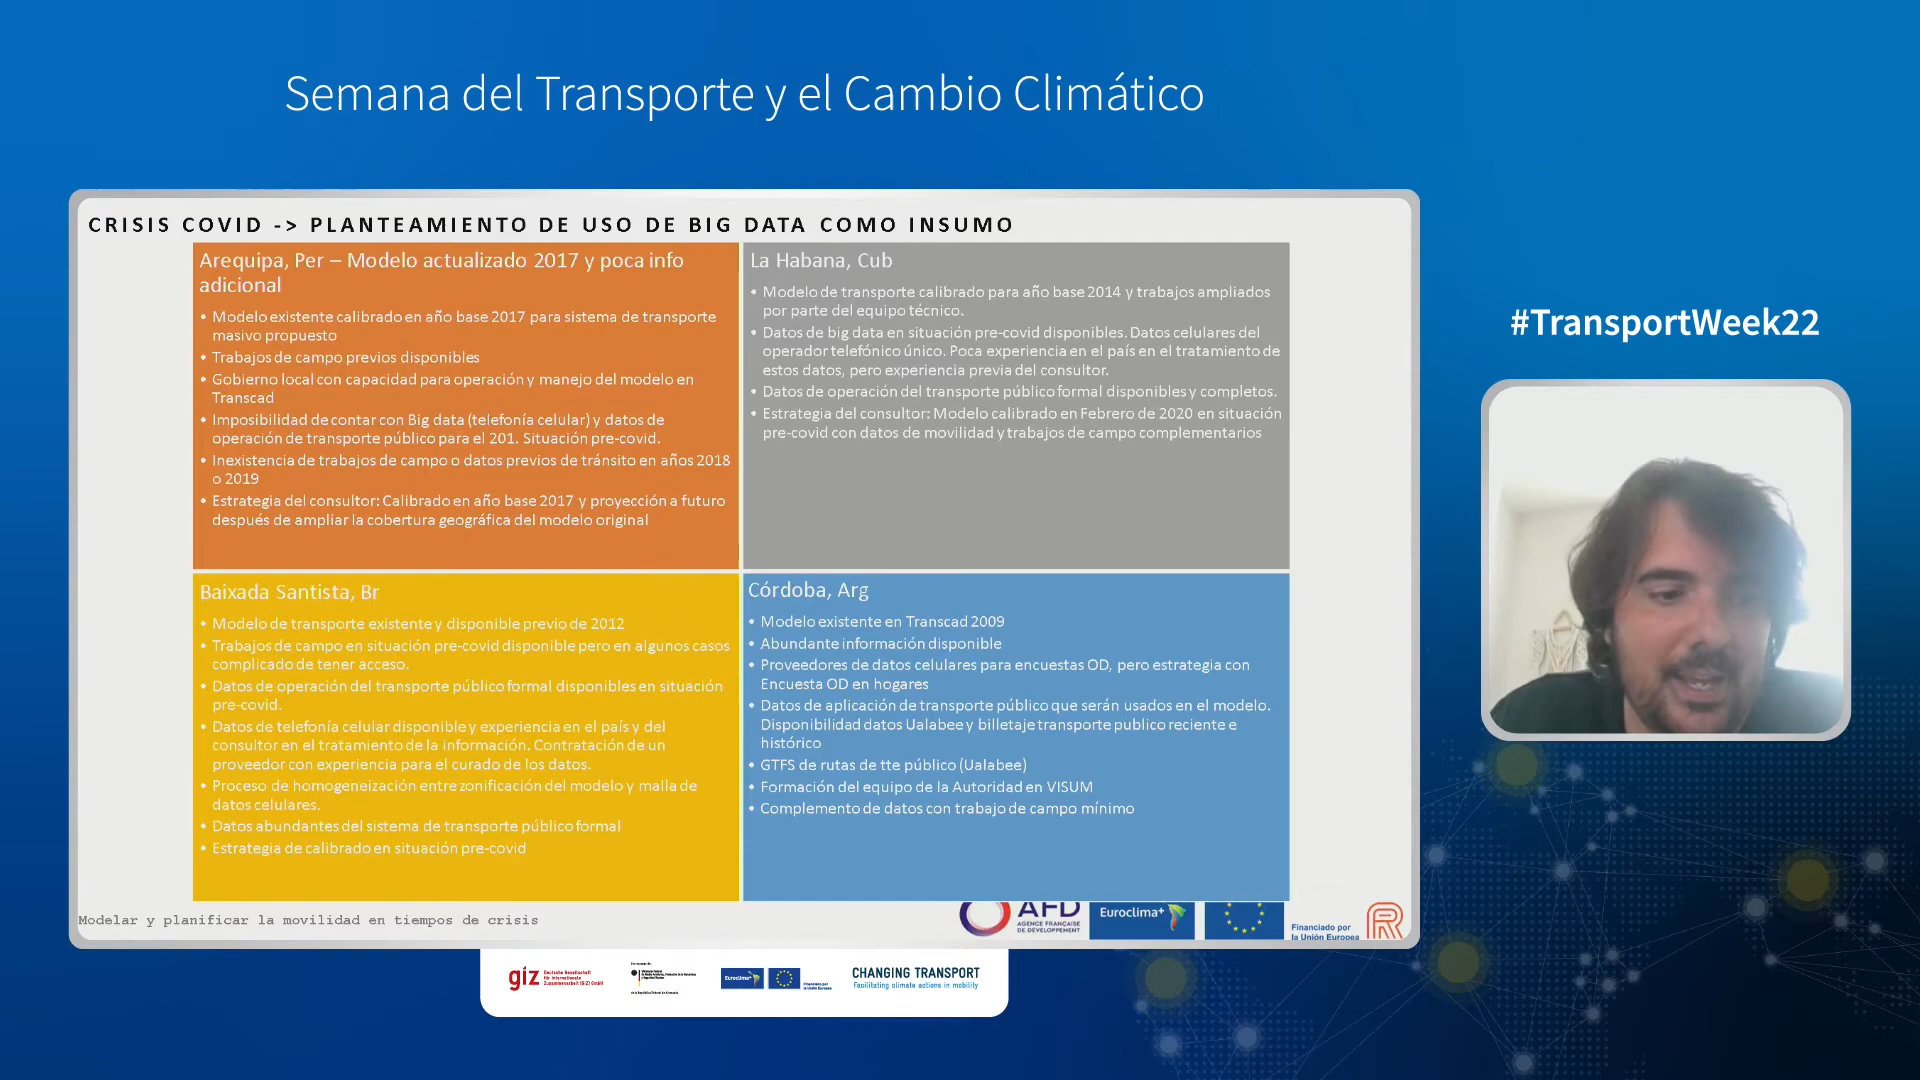 Semana del Transporte y el Cambio Climático
CRISIS COVID -> PLANTEAMIENTO DE USO DE BIG DATA COMO INSUMO
Arequipa, Per – Modelo actualizado 2017 y poca info
adicional
• Modelo existente calibrado en año base 2017 para sistema de transporte
masivo propuesto
• Trabajos de campo previos disponibles
• Gobierno local con capacidad para operación y manejo del modelo en
Transcad
• Imposibilidad de contar con Big data (telefonía celular) y datos de
operación de transporte público para el 201. Situación pre-covid.
• Inexistencia de trabajos de campo o datos previos de tránsito en años 2018
o 2019
• Estrategia del consultor: Calibrado en año base 2017 y proyección a futuro
después de ampliar la cobertura geográfica del modelo original
La Habana, Cub
• Modelo de transporte calibrado para año base 2014 y trabajos ampliados
por parte del equipo técnico.
• Datos de big data en situación pre-covid disponibles. Datos celulares del
operador telefónico único. Poca experiencia en el país en el tratamiento de
estos datos, pero experiencia previa del consultor.
• Datos de operación del transporte público formal disponibles y completos.
• Estrategia del consultor: Modelo calibrado en Febrero de 2020 en situación
pre-covid con datos de movilidad y trabajos de campo complementarios
Baixada Santista, Br
• Modelo de transporte existente y disponible previo de 2012
• Trabajos de campo en situación pre-covid disponible pero en algunos casos
complicado de tener acceso.
• Datos de operación del transporte público formal disponibles en situación
pre-covid.
• Datos de telefonía celular disponible y experiencia en el país y del
consultor en el tratamiento de la información. Contratación de un
proveedor con experiencia para el curado de los datos.
• Proceso de homogeneización entre zonificación del modelo y malla de
datos celulares.
• Datos abundantes del sistema de transporte público formal
• Estrategia de calibrado en situación pre-covid
Córdoba, Arg
• Modelo existente en Transcad 2009
• Abundante información disponible
• Proveedores de datos celulares para encuestas OD, pero estrategia con
Encuesta OD en hogares
• Datos de aplicación de transporte público que serán usados en el modelo.
Disponibilidad datos Ualabee y billetaje transporte publico reciente e
histórico
• GTFS de rutas de tte público (Ualabee)
• Formación del equipo de la Autoridad en VISUM
• Complemento de datos con trabajo de campo mínimo
Modelar y planificar la movilidad en tiempos de crisis
AFD
AGENCE FRANÇAISE
DE DÉVELOPPEMENT
Euroclima+
Financiado por
la Unión Europea
#TransportWeek22
giz Deutsche Gesellschaft
für Internationale
Zusammenarbeit (GIZ) GmbH
Euroclima+
CHANGING TRANSPORT
Facilitating climate actions in mobility